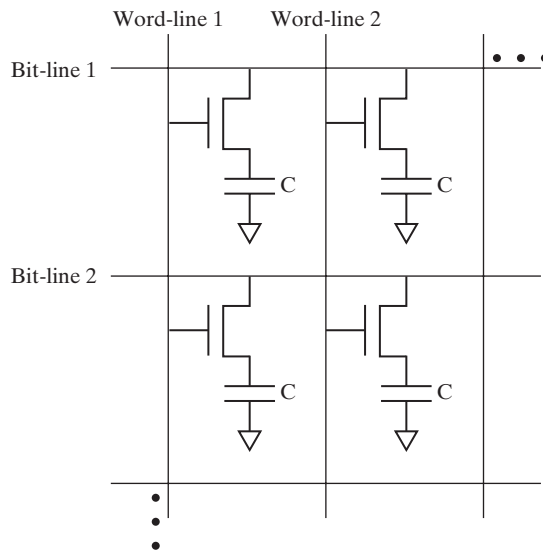 Word-line 1 Word-line 2
Bit-line 1
C C
Bit-line 2
C C